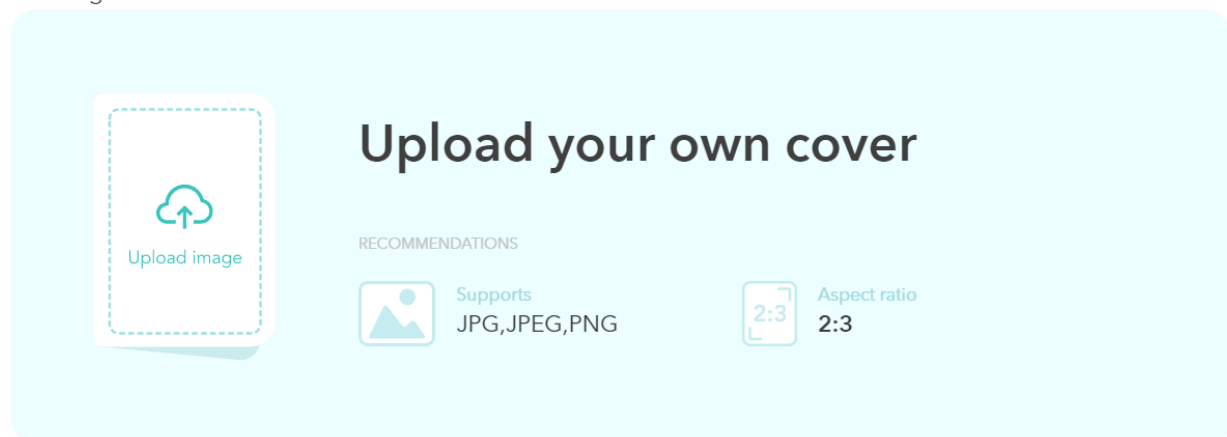 Upload your own cover
Upload image
RECOMMENDATIONS
Supports
JPG,JPEG,PNG
2:3
Aspect ratio
2:3